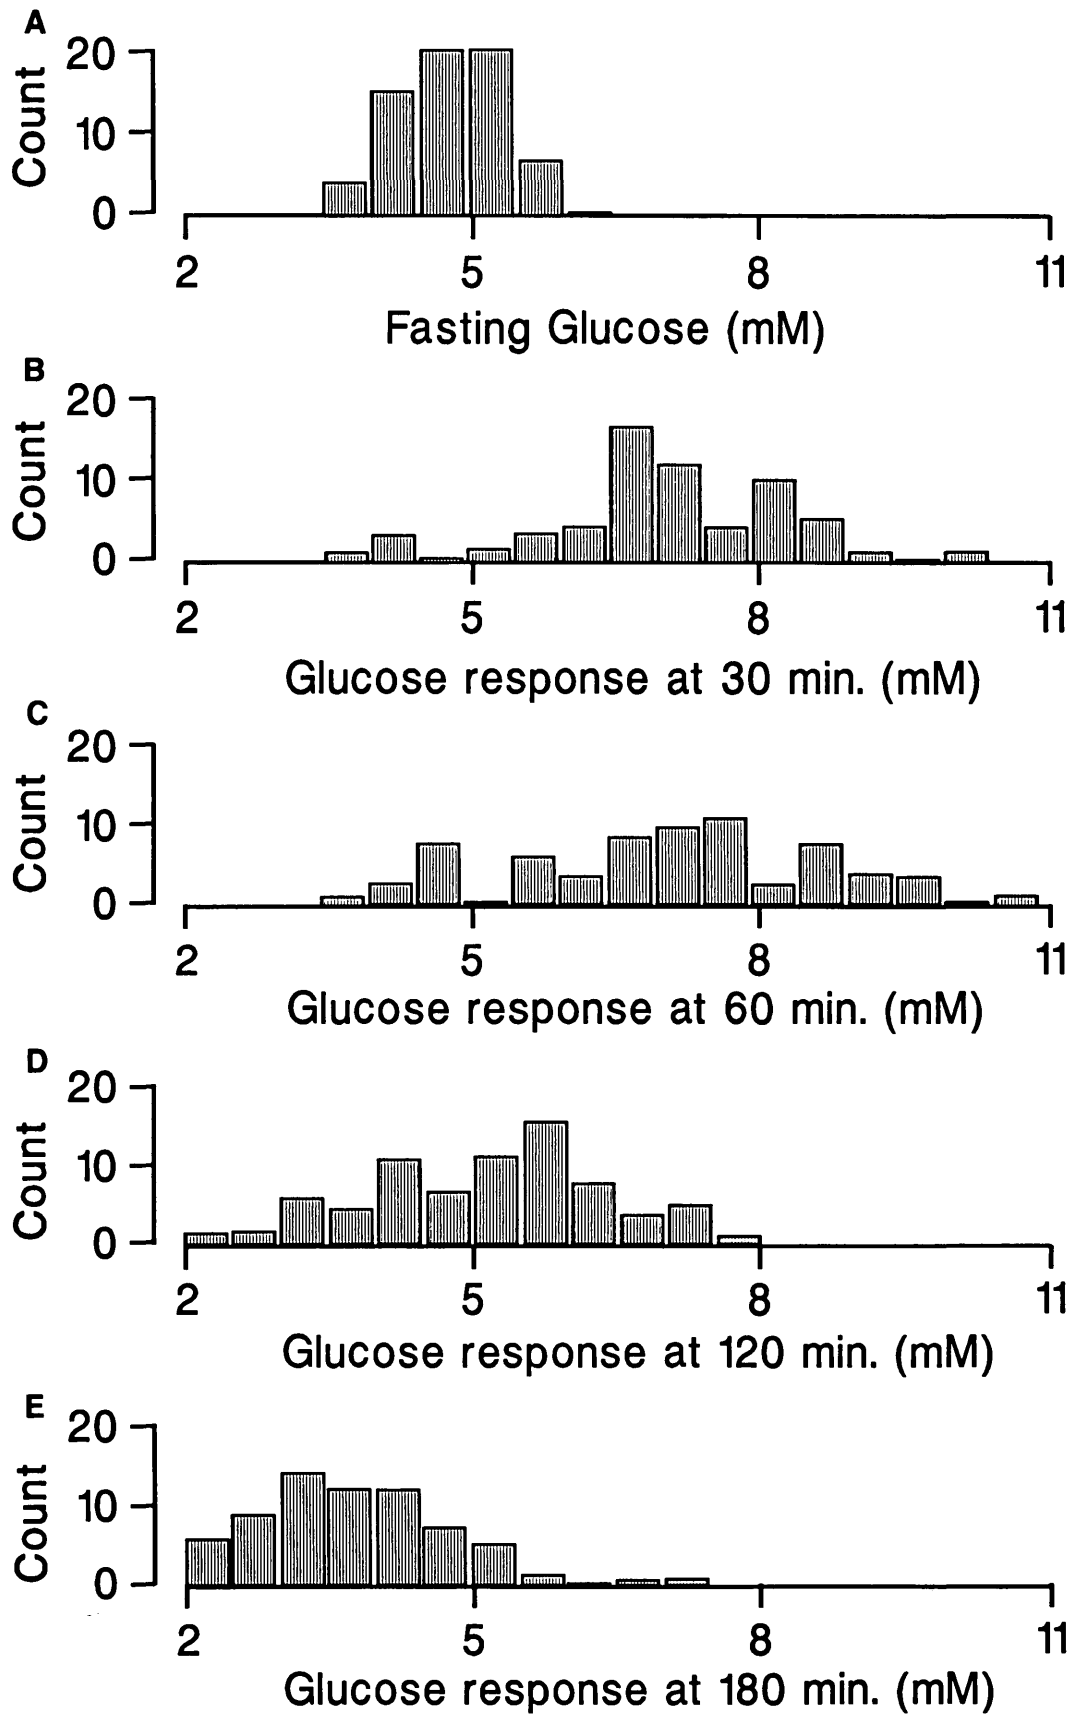 A
Count
20
10
0
2 5 8 11
Fasting Glucose (mM)
B
Count
20
10
0
2 5 8 11
Glucose response at 30 min. (mM)
C
Count
20
10
0
2 5 8 11
Glucose response at 60 min. (mM)
D
Count
20
10
0
2 5 8 11
Glucose response at 120 min. (mM)
E
Count
20
10
0
2 5 8 11
Glucose response at 180 min. (mM)